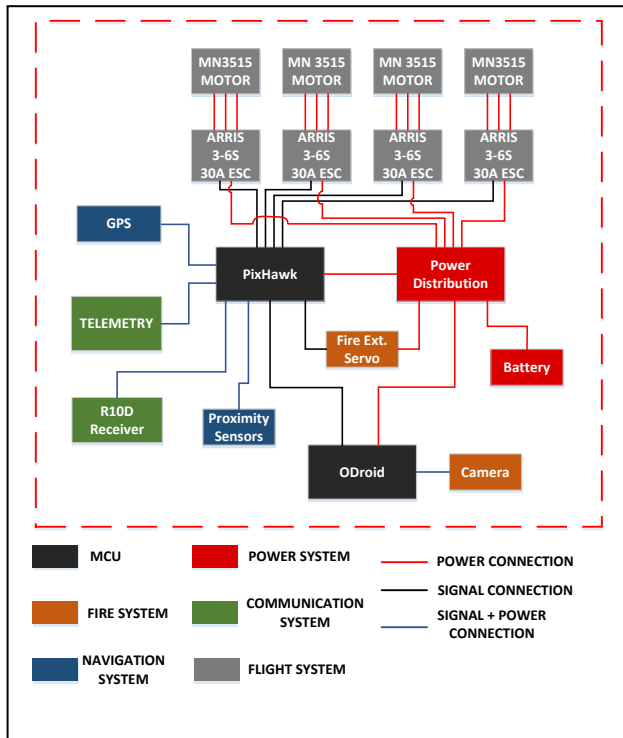 MN3515
MOTOR
MN 3515
MOTOR
MN 3515
MOTOR
MN3515
MOTOR
ARRIS
3-6S
30A ESC
ARRIS
3-6S
30A ESC
ARRIS
3-6S
30A ESC
ARRIS
3-6S
30A ESC
GPS
PixHawk
Power
Distribution
TELEMETRY
Fire Ext.
Servo
Battery
R10D
Receiver
Proximity
Sensors
ODroid
Camera
MCU
POWER SYSTEM
POWER CONNECTION
SIGNAL CONNECTION
FIRE SYSTEM
COMMUNICATION
SYSTEM
SIGNAL + POWER
CONNECTION
NAVIGATION
SYSTEM
FLIGHT SYSTEM